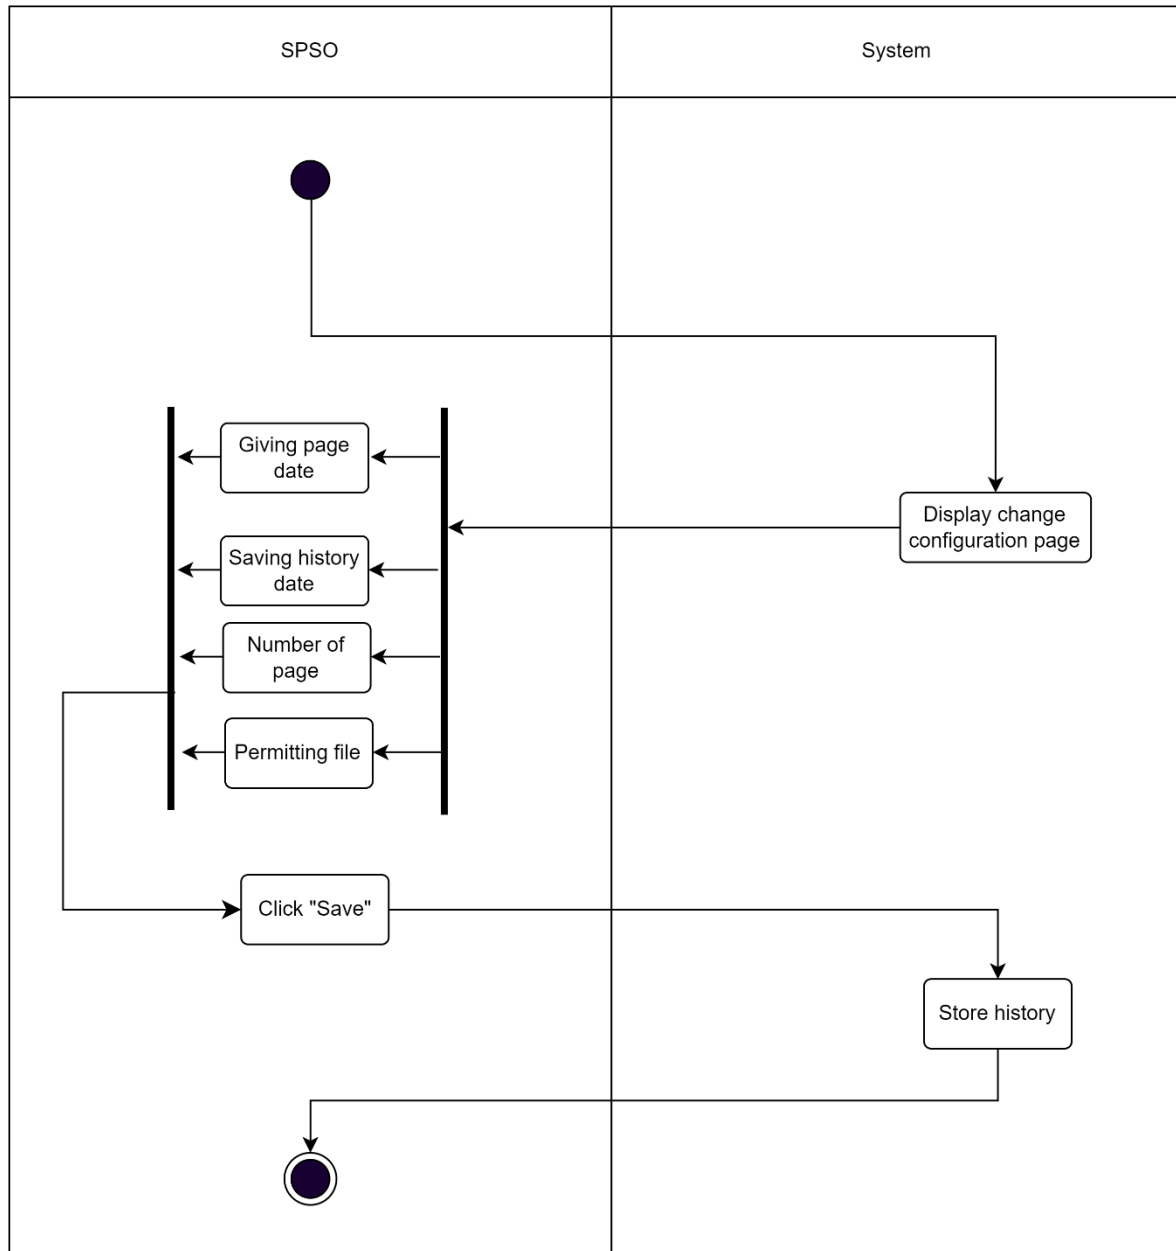 SPSO
System
Giving page
date
Display change
configuration page
Saving history
date
Number of
page
Permitting file
Click "Save"
Store history